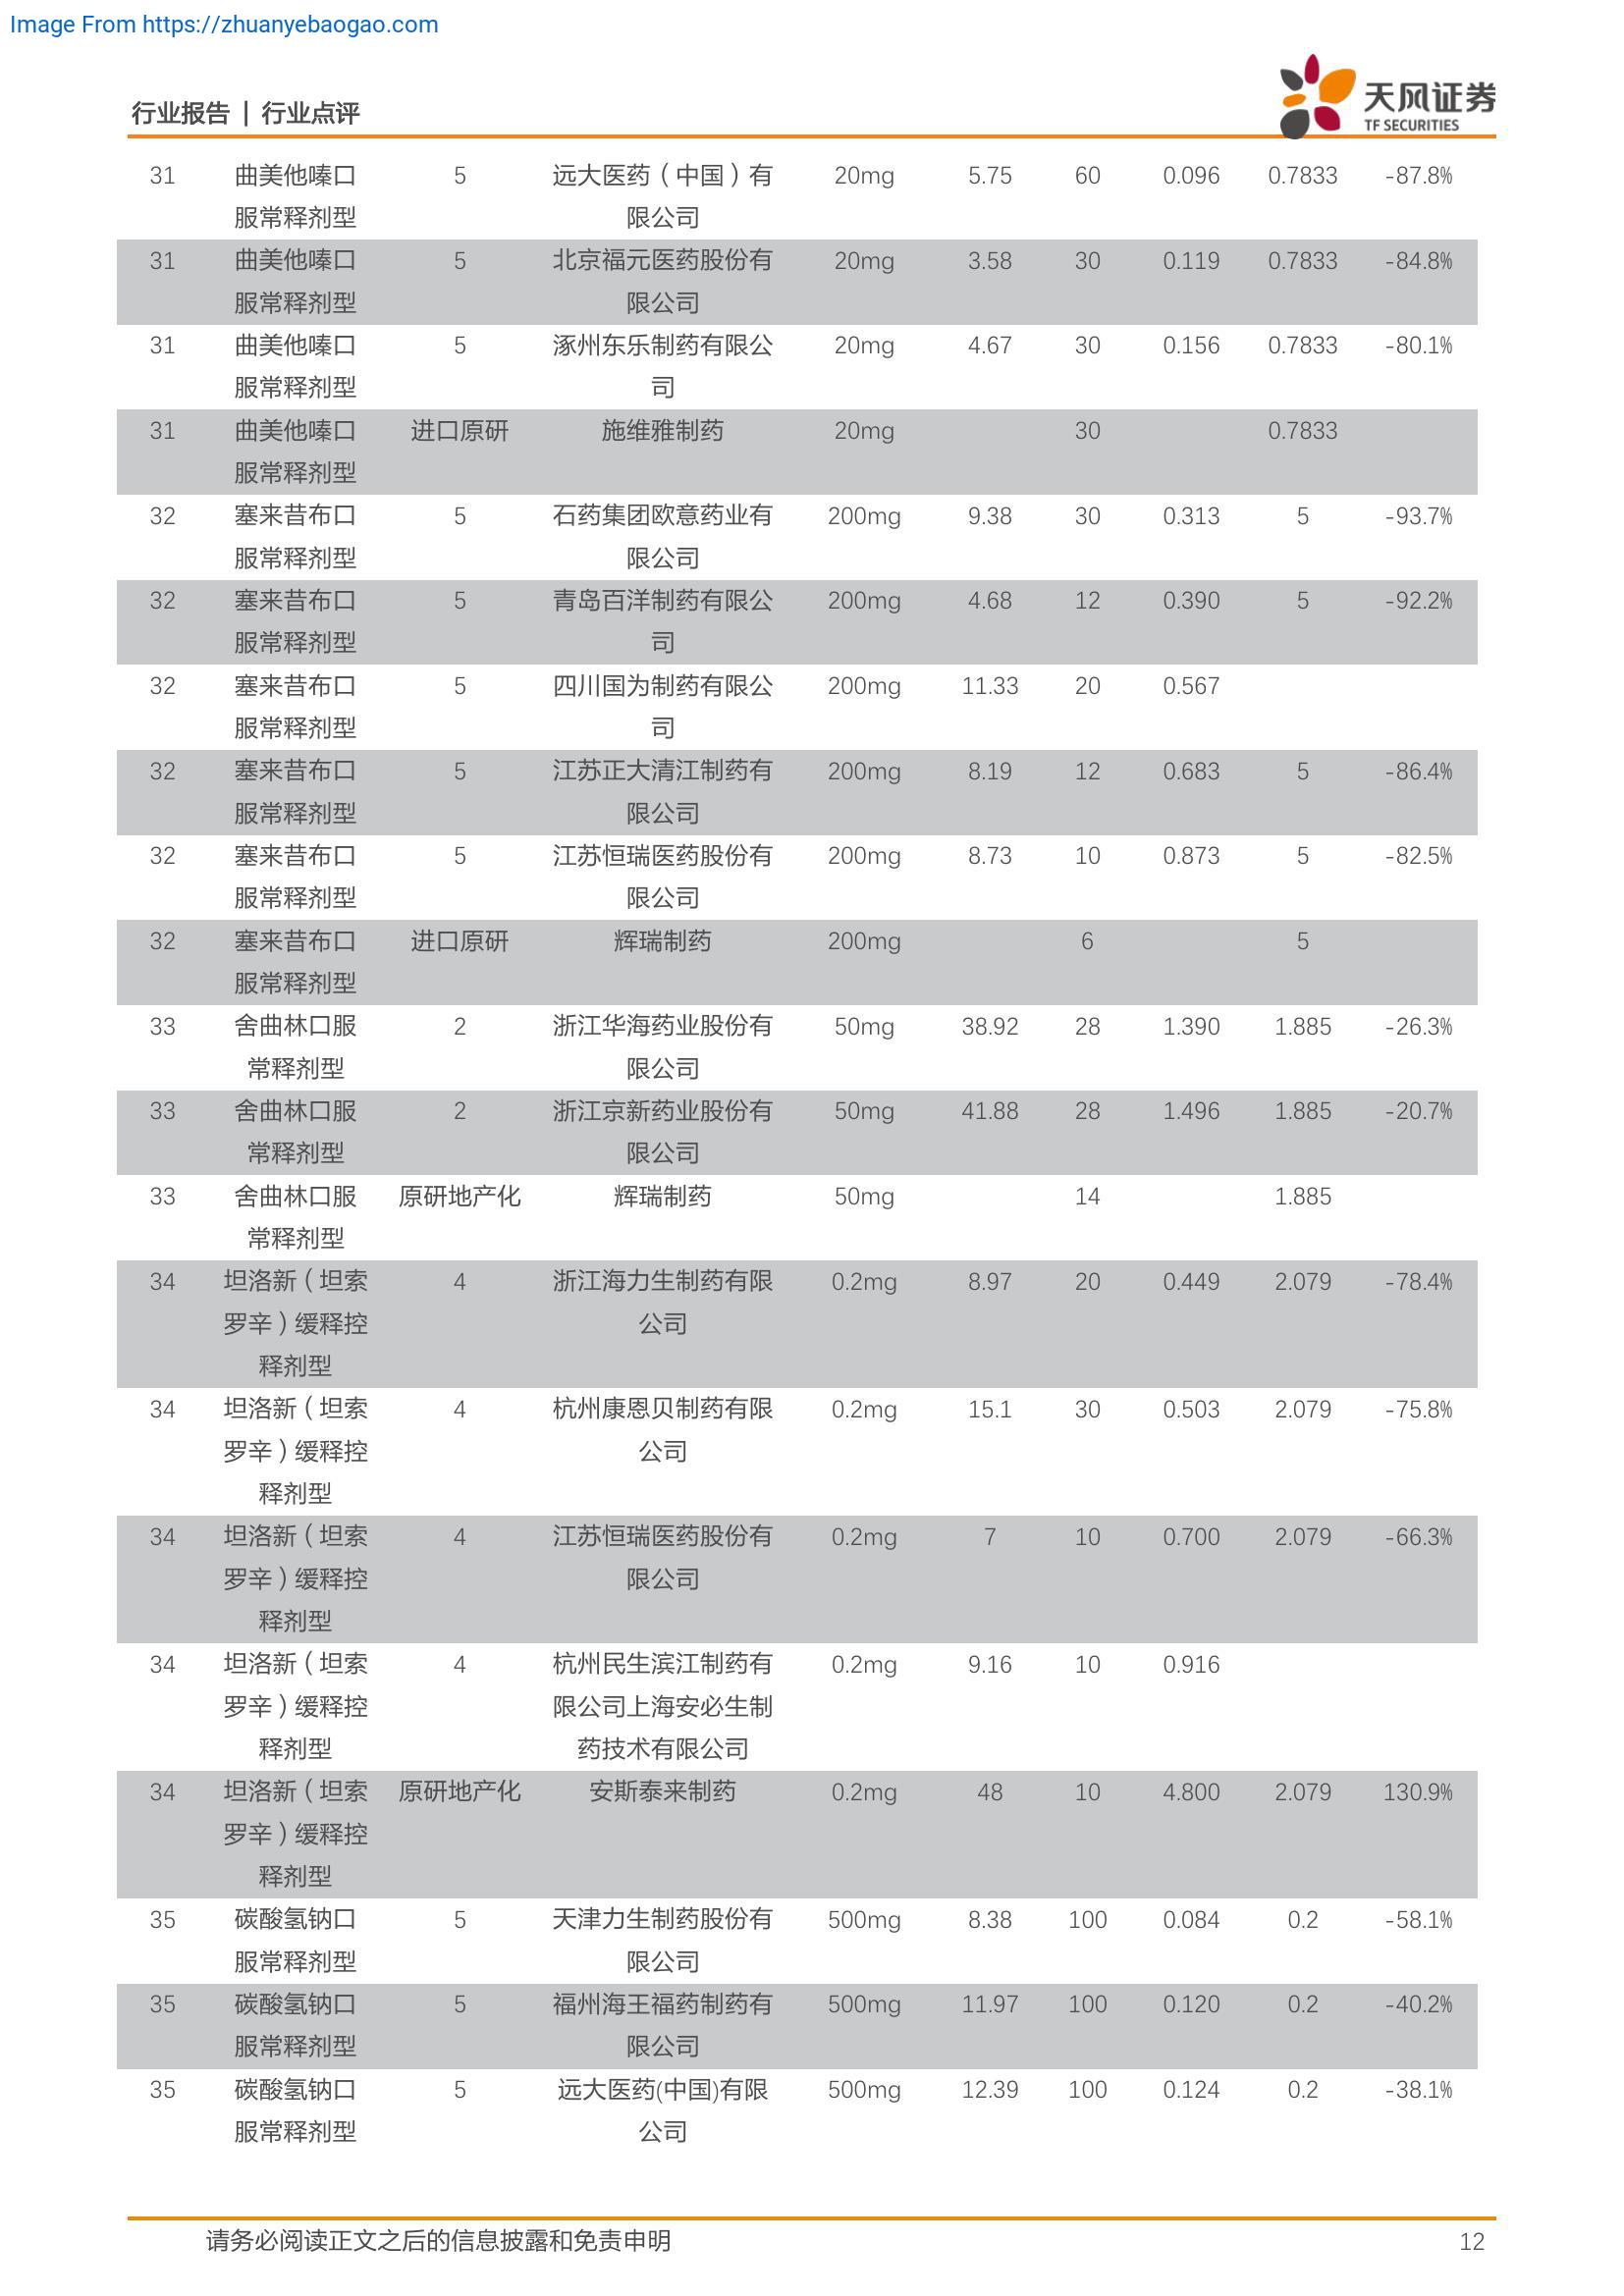 Image From https://zhuanyebaogao.com
行业报告 | 行业点评
天风证券
TF SECURITIES
31 曲美他嗪口 5 远大医药（中国）有 20mg 5.75 60 0.096 0.7833 -87.8%
服常释剂型 限公司
31 曲美他嗪口 5 北京福元医药股份有 20mg 3.58 30 0.119 0.7833 -84.8%
服常释剂型 限公司
31 曲美他嗪口 5 涿州东乐制药有限公 20mg 4.67 30 0.156 0.7833 -80.1%
服常释剂型 司
31 曲美他嗪口 进口原研 施维雅制药 20mg 30 0.7833
服常释剂型
32 塞来昔布口 5 石药集团欧意药业有 200mg 9.38 30 0.313 5 -93.7%
服常释剂型 限公司
32 塞来昔布口 5 青岛百洋制药有限公 200mg 4.68 12 0.390 5 -92.2%
服常释剂型 司
32 塞来昔布口 5 四川国为制药有限公 200mg 11.33 20 0.567
服常释剂型 司
32 塞来昔布口 5 江苏正大清江制药有 200mg 8.19 12 0.683 5 -86.4%
服常释剂型 限公司
32 塞来昔布口 5 江苏恒瑞医药股份有 200mg 8.73 10 0.873 5 -82.5%
服常释剂型 限公司
32 塞来昔布口 进口原研 辉瑞制药 200mg 6 5
服常释剂型
33 舍曲林口服 2 浙江华海药业股份有 50mg 38.92 28 1.390 1.885 -26.3%
常释剂型 限公司
33 舍曲林口服 2 浙江京新药业股份有 50mg 41.88 28 1.496 1.885 -20.7%
常释剂型 限公司
33 舍曲林口服 原研地产化 辉瑞制药 50mg 14 1.885
常释剂型
34 坦洛新（坦索 4 浙江海力生制药有限 0.2mg 8.97 20 0.449 2.079 -78.4%
罗辛）缓释控 公司
释剂型
34 坦洛新（坦索 4 杭州康恩贝制药有限 0.2mg 15.1 30 0.503 2.079 -75.8%
罗辛）缓释控 公司
释剂型
34 坦洛新（坦索 4 江苏恒瑞医药股份有 0.2mg 7 10 0.700 2.079 -66.3%
罗辛）缓释控 限公司
释剂型
34 坦洛新（坦索 4 杭州民生滨江制药有 0.2mg 9.16 10 0.916
罗辛）缓释控 限公司上海安必生制
释剂型 药技术有限公司
34 坦洛新（坦索 原研地产化 安斯泰来制药 0.2mg 48 10 4.800 2.079 130.9%
罗辛）缓释控
释剂型
35 碳酸氢钠口 5 天津力生制药股份有 500mg 8.38 100 0.084 0.2 -58.1%
服常释剂型 限公司
35 碳酸氢钠口 5 福州海王福药制药有 500mg 11.97 100 0.120 0.2 -40.2%
服常释剂型 限公司
35 碳酸氢钠口 5 远大医药(中国)有限 500mg 12.39 100 0.124 0.2 -38.1%
服常释剂型 公司
请务必阅读正文之后的信息披露和免责申明 12